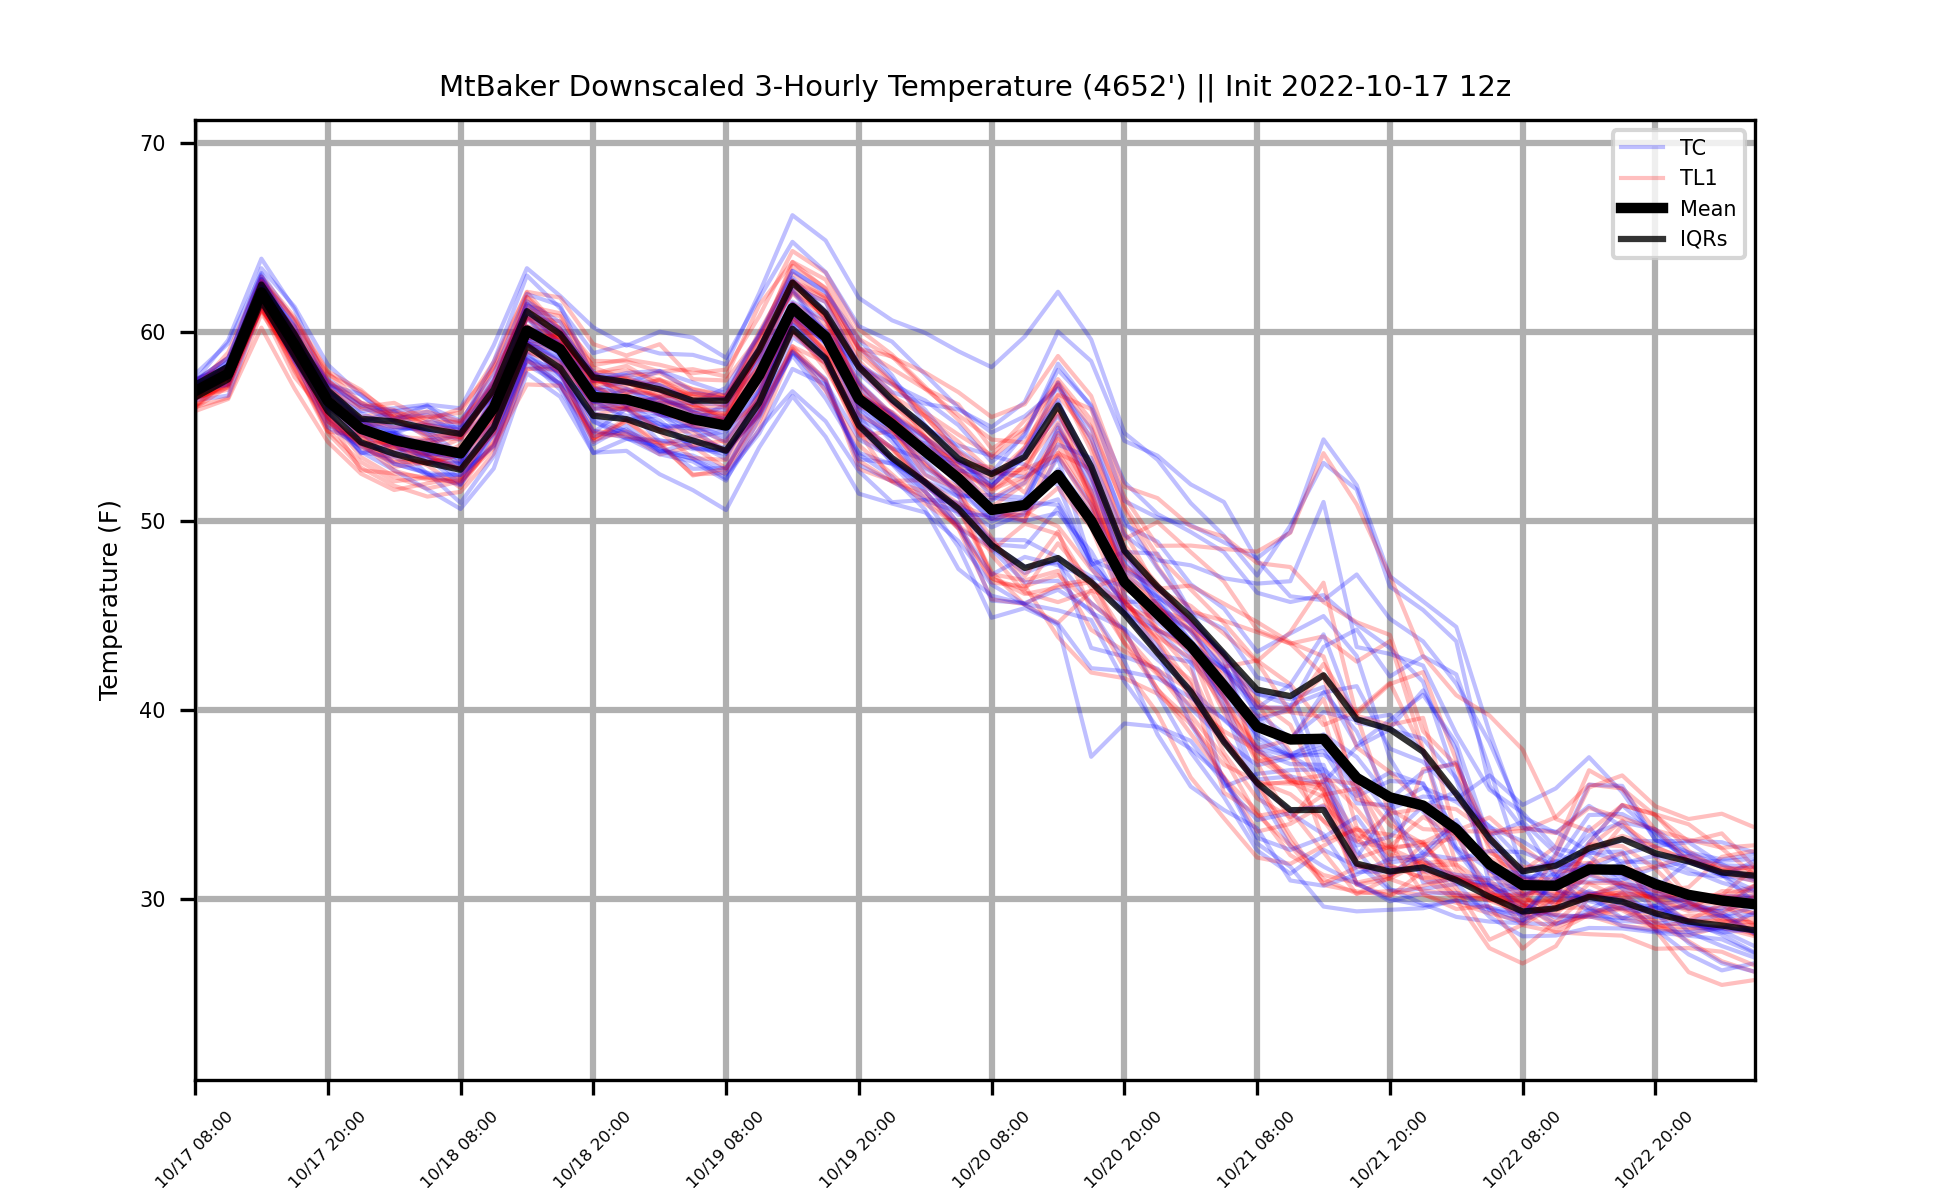 MtBaker Downscaled 3-Hourly Temperature (4652') || Init 2022-10-17 12z
TC
TL1
Mean
IQRs
Temperature (F)
70
60
50
40
30
10/17 08:00
10/17 20:00
10/18 08:00
10/18 20:00
10/19 08:00
10/19 20:00
10/20 08:00
10/20 20:00
10/21 08:00
10/21 20:00
10/22 08:00
10/22 20:00